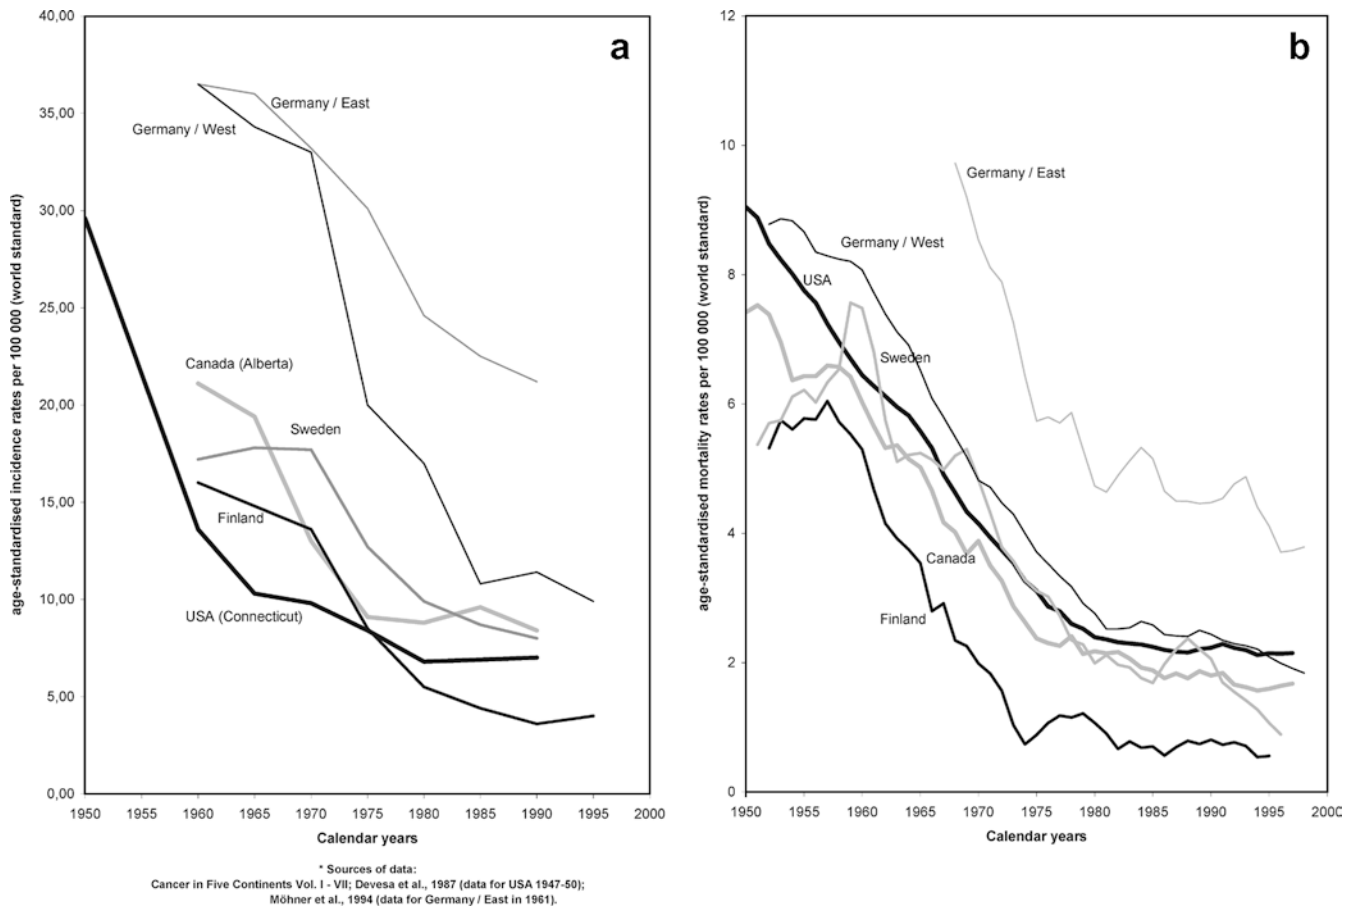 a
age-standardised incidence rates per 100 000 (world standard)
40,00
35,00
30,00
25,00
20,00
15,00
10,00
5,00
0,00
Germany / East
Germany / West
Canada (Alberta)
Sweden
Finland
USA (Connecticut)
1950 1955 1960 1965 1970 1975 1980 1985 1990 1995 2000
Calendar years
* Sources of data:
Cancer in Five Continents Vol. I - VII; Devesa et al., 1987 (data for USA 1947-50);
Möhner et al., 1994 (data for Germany / East in 1961).
b
age-standardised mortality rates per 100 000 (world standard)
12
10
8
6
4
2
0
Germany / East
Germany / West
USA
Sweden
Canada
Finland
1950 1955 1960 1965 1970 1975 1980 1985 1990 1995 2000
Calendar years